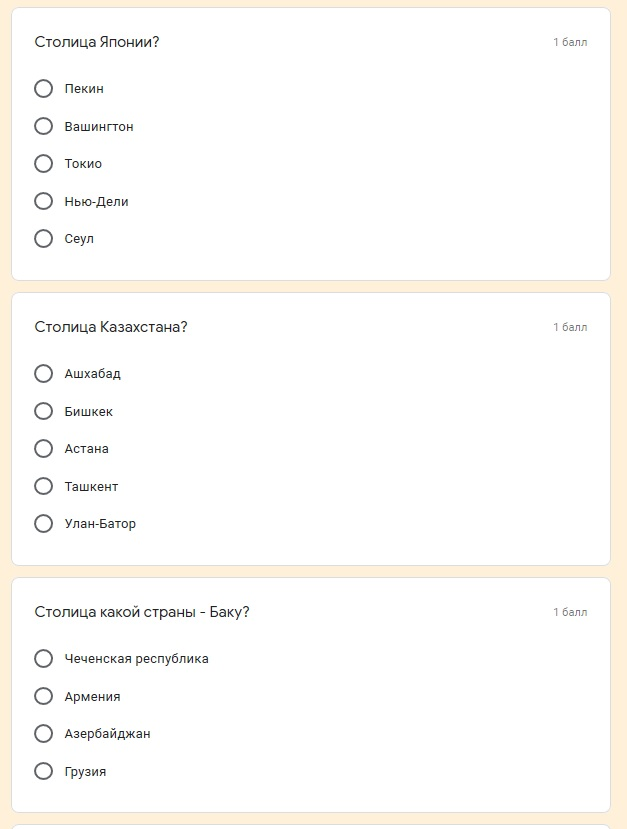 Столица Японии?
1 балл
Пекин
Вашингтон
Токио
Нью-Дели
Сеул
Столица Казахстана?
1 балл
Ашхабад
Бишкек
Астана
Ташкент
Улан-Батор
Столица какой страны - Баку?
1 балл
Чеченская республика
Армения
Азербайджан
Грузия